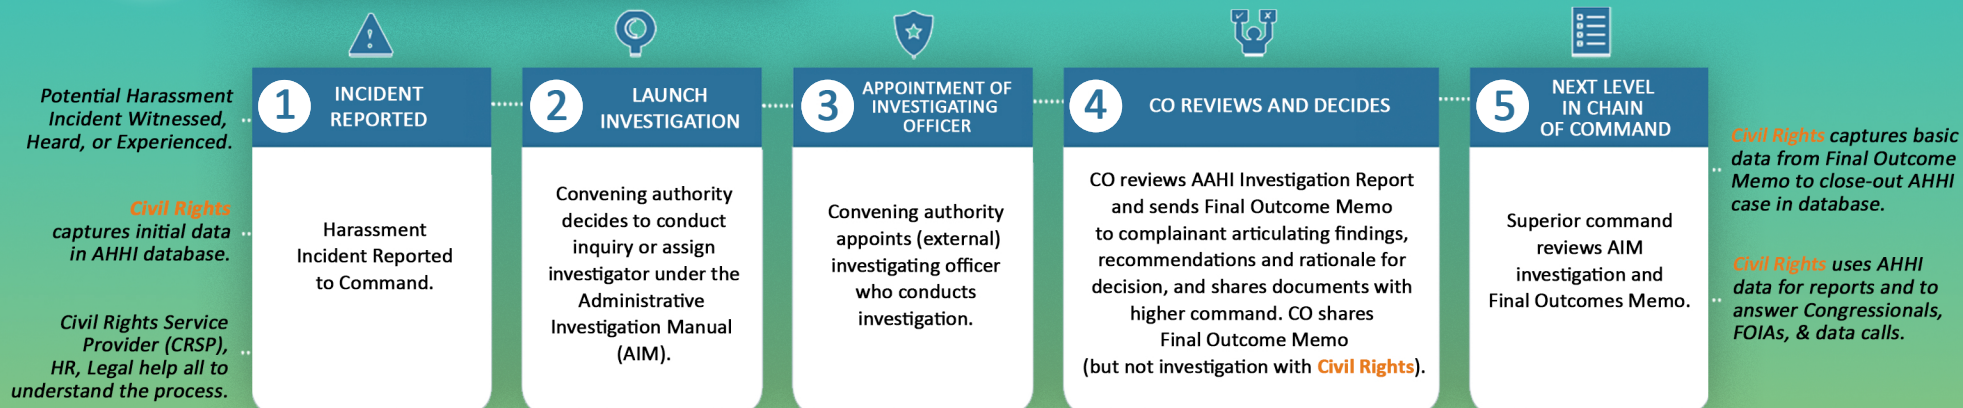 Potential Harassment
Incident Witnessed,
Heard, or Experienced.
Civil Rights
captures initial data
in AHHI database.
Civil Rights Service
Provider (CRSP),
HR, Legal help all to
understand the process.
1
INCIDENT
REPORTED
Harassment
Incident Reported
to Command.
2
LAUNCH
INVESTIGATION
Convening authority
decides to conduct
inquiry or assign
investigator under the
Administrative
Investigation Manual
(AIM).
3
APPOINTMENT OF
INVESTIGATING
OFFICER
Convening authority
appoints (external)
investigating officer
who conducts
investigation.
4
CO REVIEWS AND DECIDES
CO reviews AAHI Investigation Report
and sends Final Outcome Memo
to complainant articulating findings,
recommendations and rationale for
decision, and shares documents with
higher command. CO shares
Final Outcome Memo
(but not investigation with Civil Rights).
5
NEXT LEVEL
IN CHAIN
OF COMMAND
Superior command
reviews AIM
investigation and
Final Outcomes Memo.
Civil Rights captures basic
data from Final Outcome
Memo to close-out AHHI
case in database.
Civil Rights uses AHHI
data for reports and to
answer Congressionals,
FOIAs, & data calls.